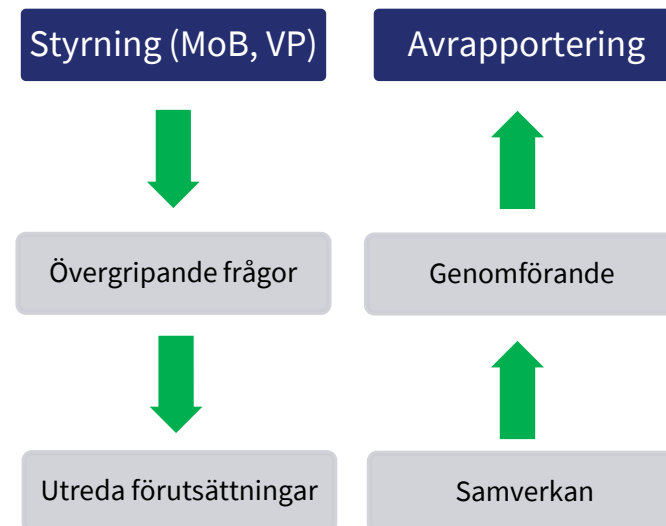 Styrning (MoB, VP)
Avrapportering
Övergripande frågor
Genomförande
Utreda förutsättningar
Samverkan